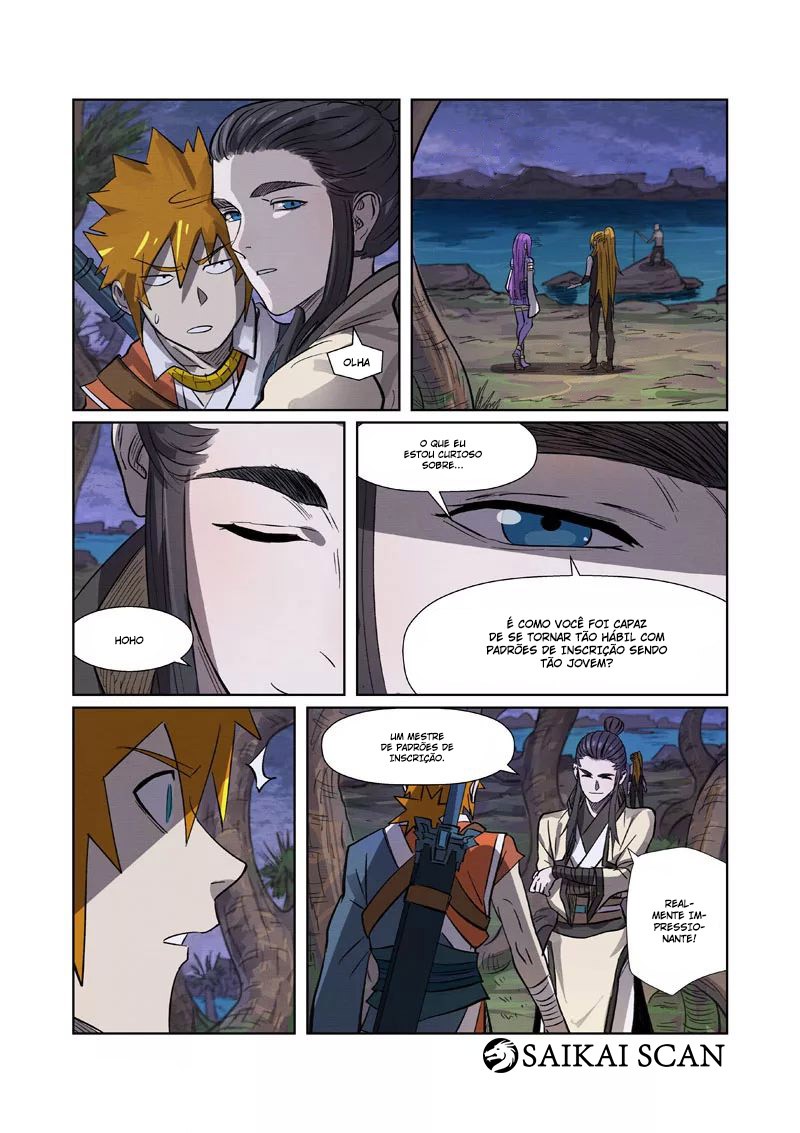 OLHA
HOHO
O QUE EU
ESTOU CURIOSO
SOBRE...
É COMO VOCÊ FOI CAPAZ
DE SE TORNAR TÃO HÁBIL COM
PADRÕES DE INSCRIÇÃO SENDO
TÃO JOVEM?
UM MESTRE
DE PADRÕES DE
INSCRIÇÃO.
REAL-
MENTE IM-
PRESSIO-
NANTE!
SAIKAI SCAN